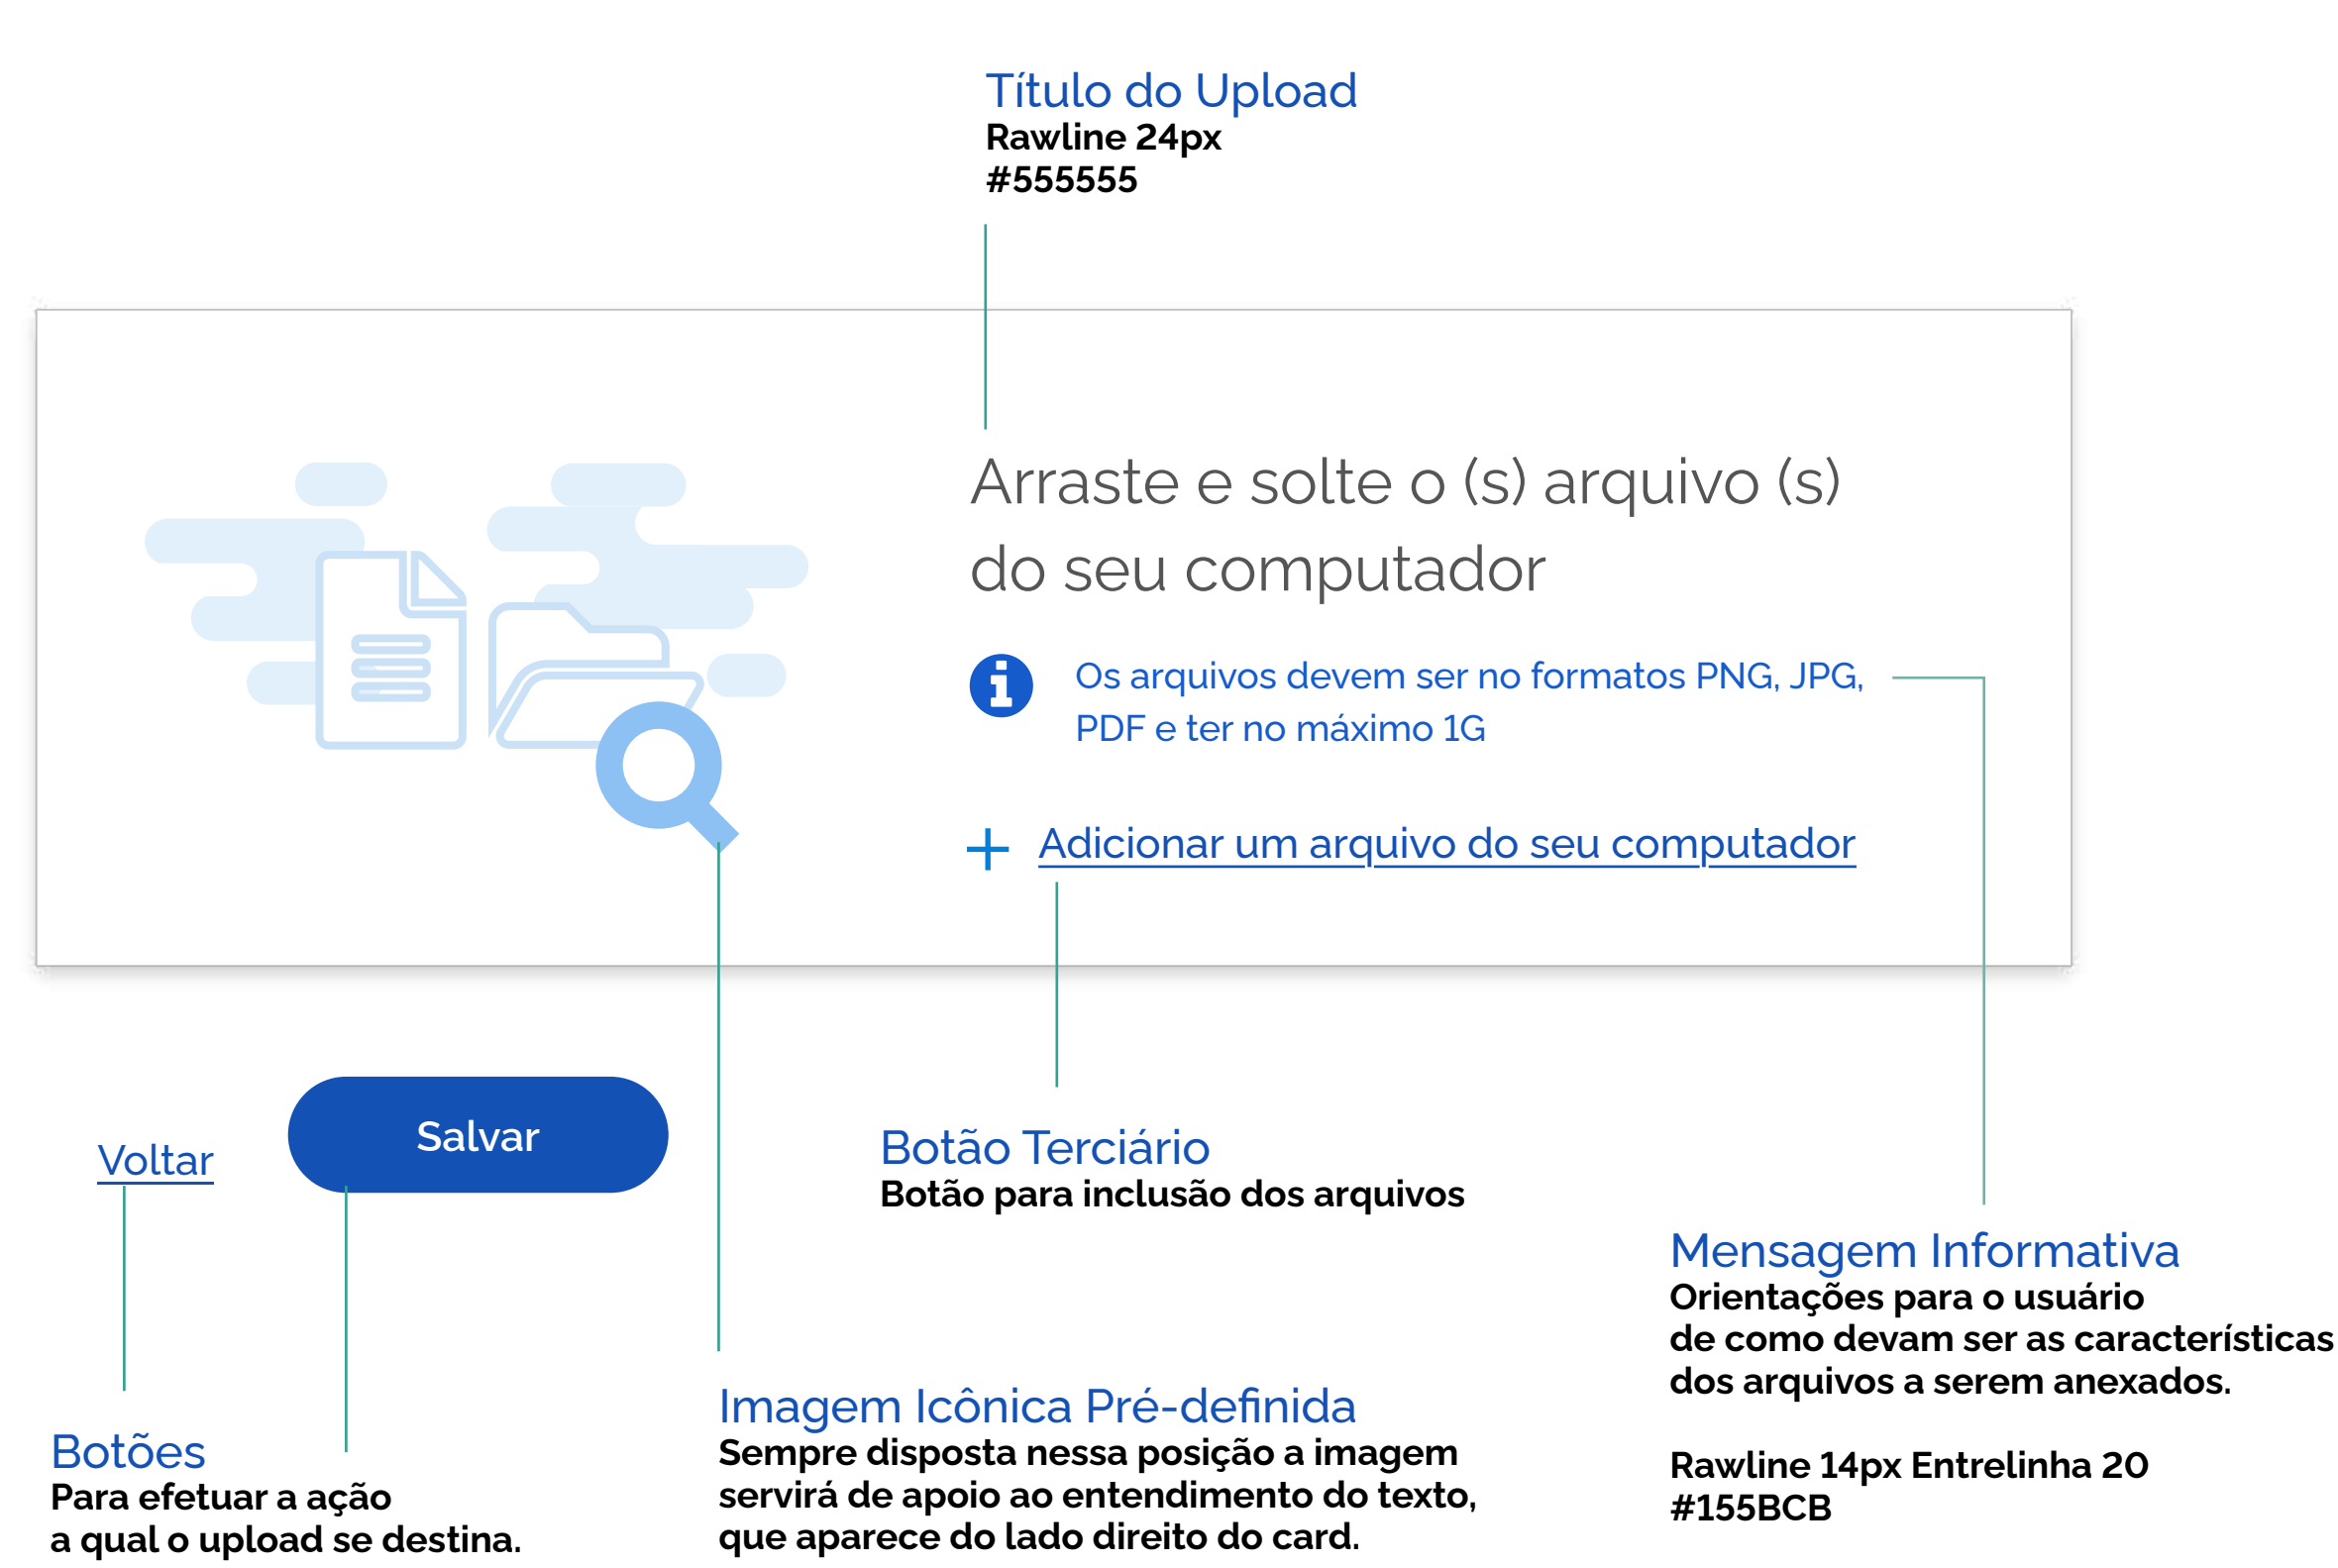 Título do Upload
Rawline 24px
#555555
Arraste e solte o (s) arquivo (s)
do seu computador
Os arquivos devem ser no formatos PNG, JPG,
PDF e ter no máximo 1G
Adicionar um arquivo do seu computador
Voltar
Salvar
Botão Terciário
Botão para inclusão dos arquivos
Mensagem Informativa
Orientações para o usuário
de como devam ser as características
dos arquivos a serem anexados.
Rawline 14px Entrelinha 20
#155BCB
Imagem Icônica Pré-definida
Sempre disposta nessa posição a imagem
servirá de apoio ao entendimento do texto,
que aparece do lado direito do card.
Botões
Para efetuar a ação
a qual o upload se destina.